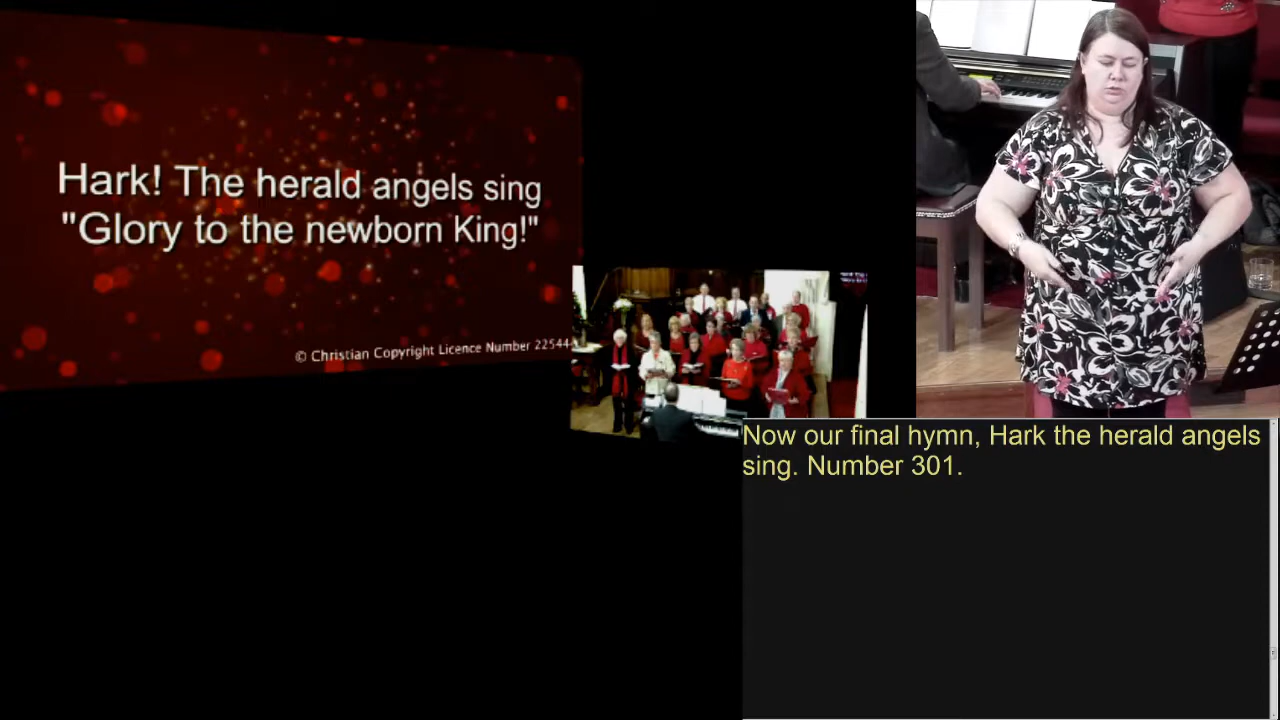 Hark! The herald angels sing
"Glory to the newborn King!"
© Christian Copyright Licence Number 22544
Now our final hymn, Hark the herald angels
sing. Number 301.